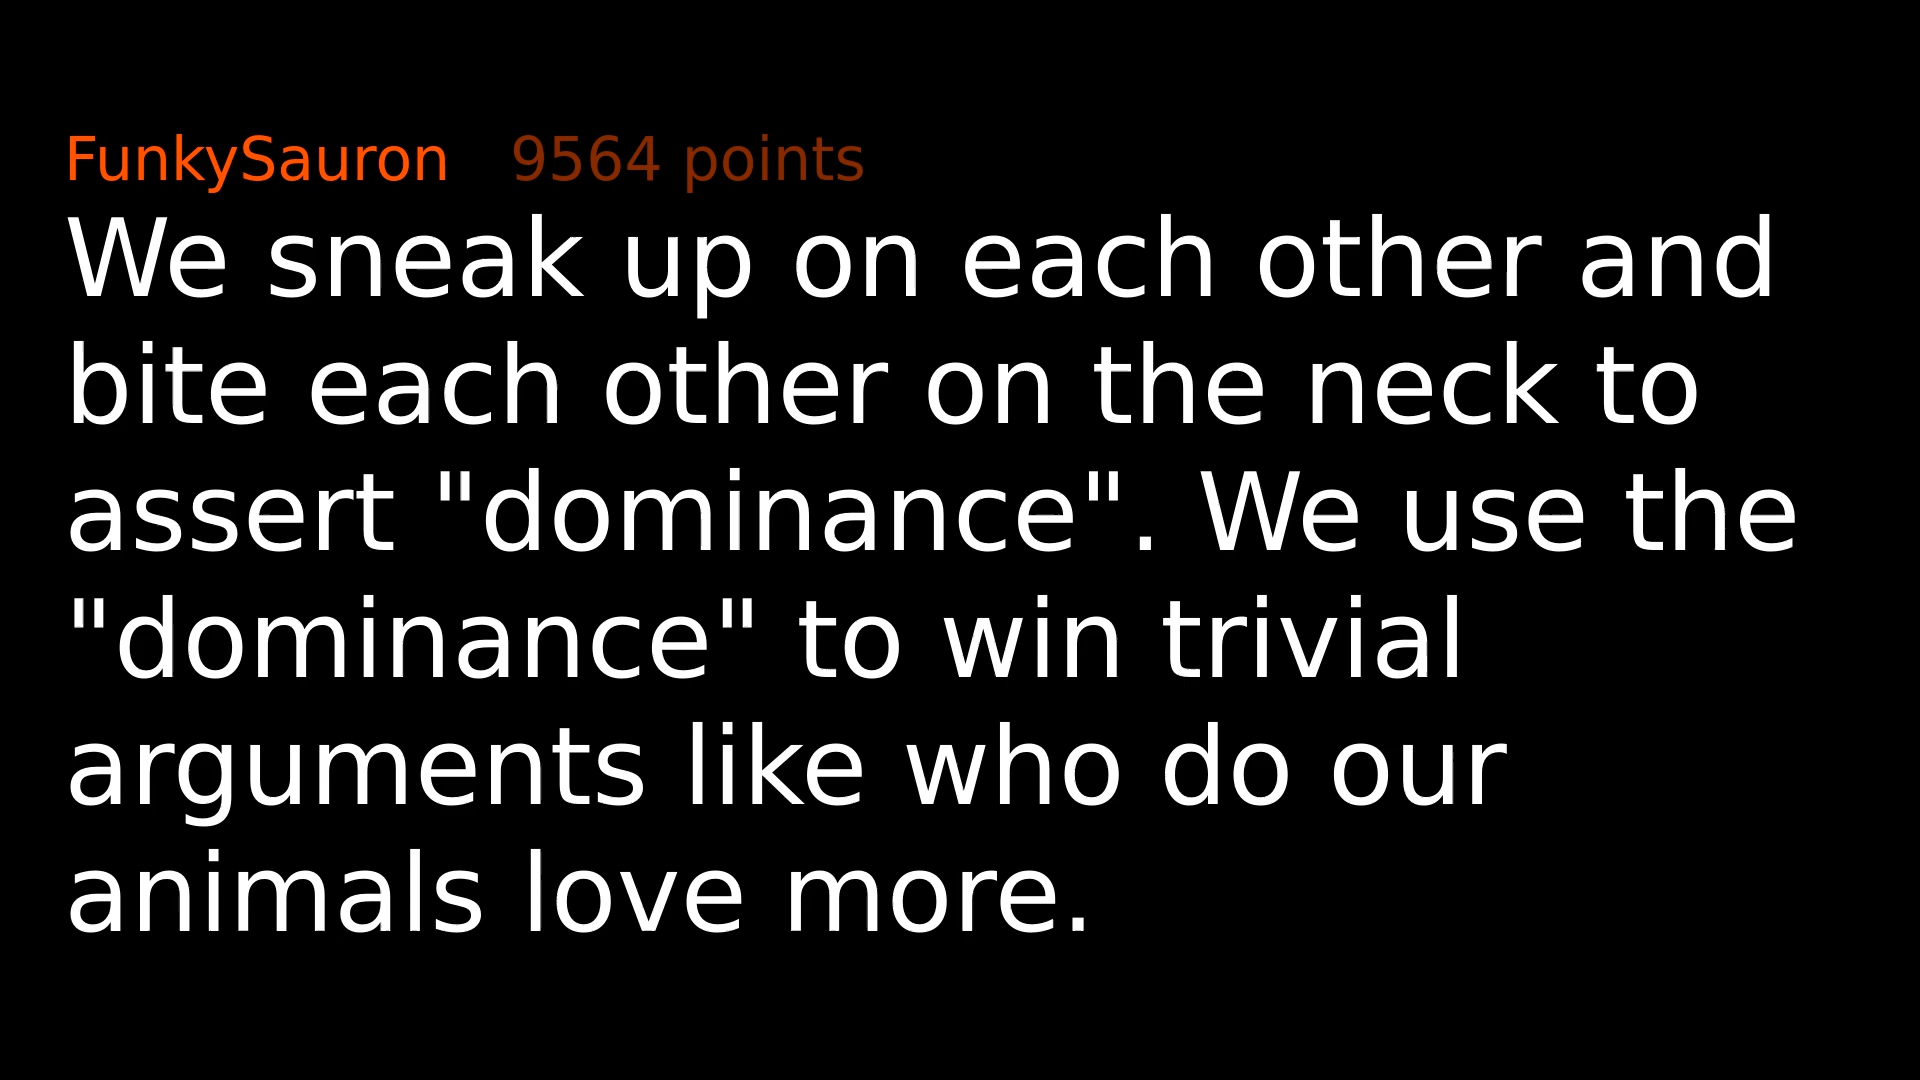 FunkySauron 9564 points
We sneak up on each other and
bite each other on the neck to
assert "dominance". We use the
"dominance" to win trivial
arguments like who do our
animals love more.